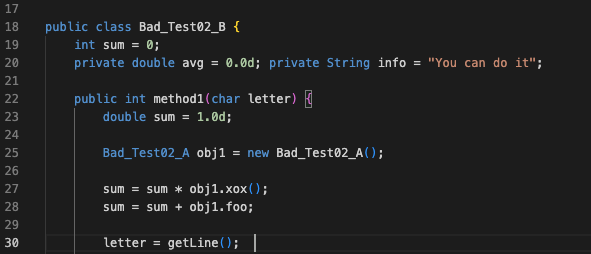 17
18 public class Bad_Test02_B {
19 int sum = 0;
20 private double avg = 0.0d; private String info = "You can do it";
21
22 public int method1(char letter) {
23 double sum = 1.0d;
24
25 Bad_Test02_A obj1 = new Bad_Test02_A();
26
27 sum = sum * obj1.xox();
28 sum = sum + obj1.foo;
29
30 letter = getLine();